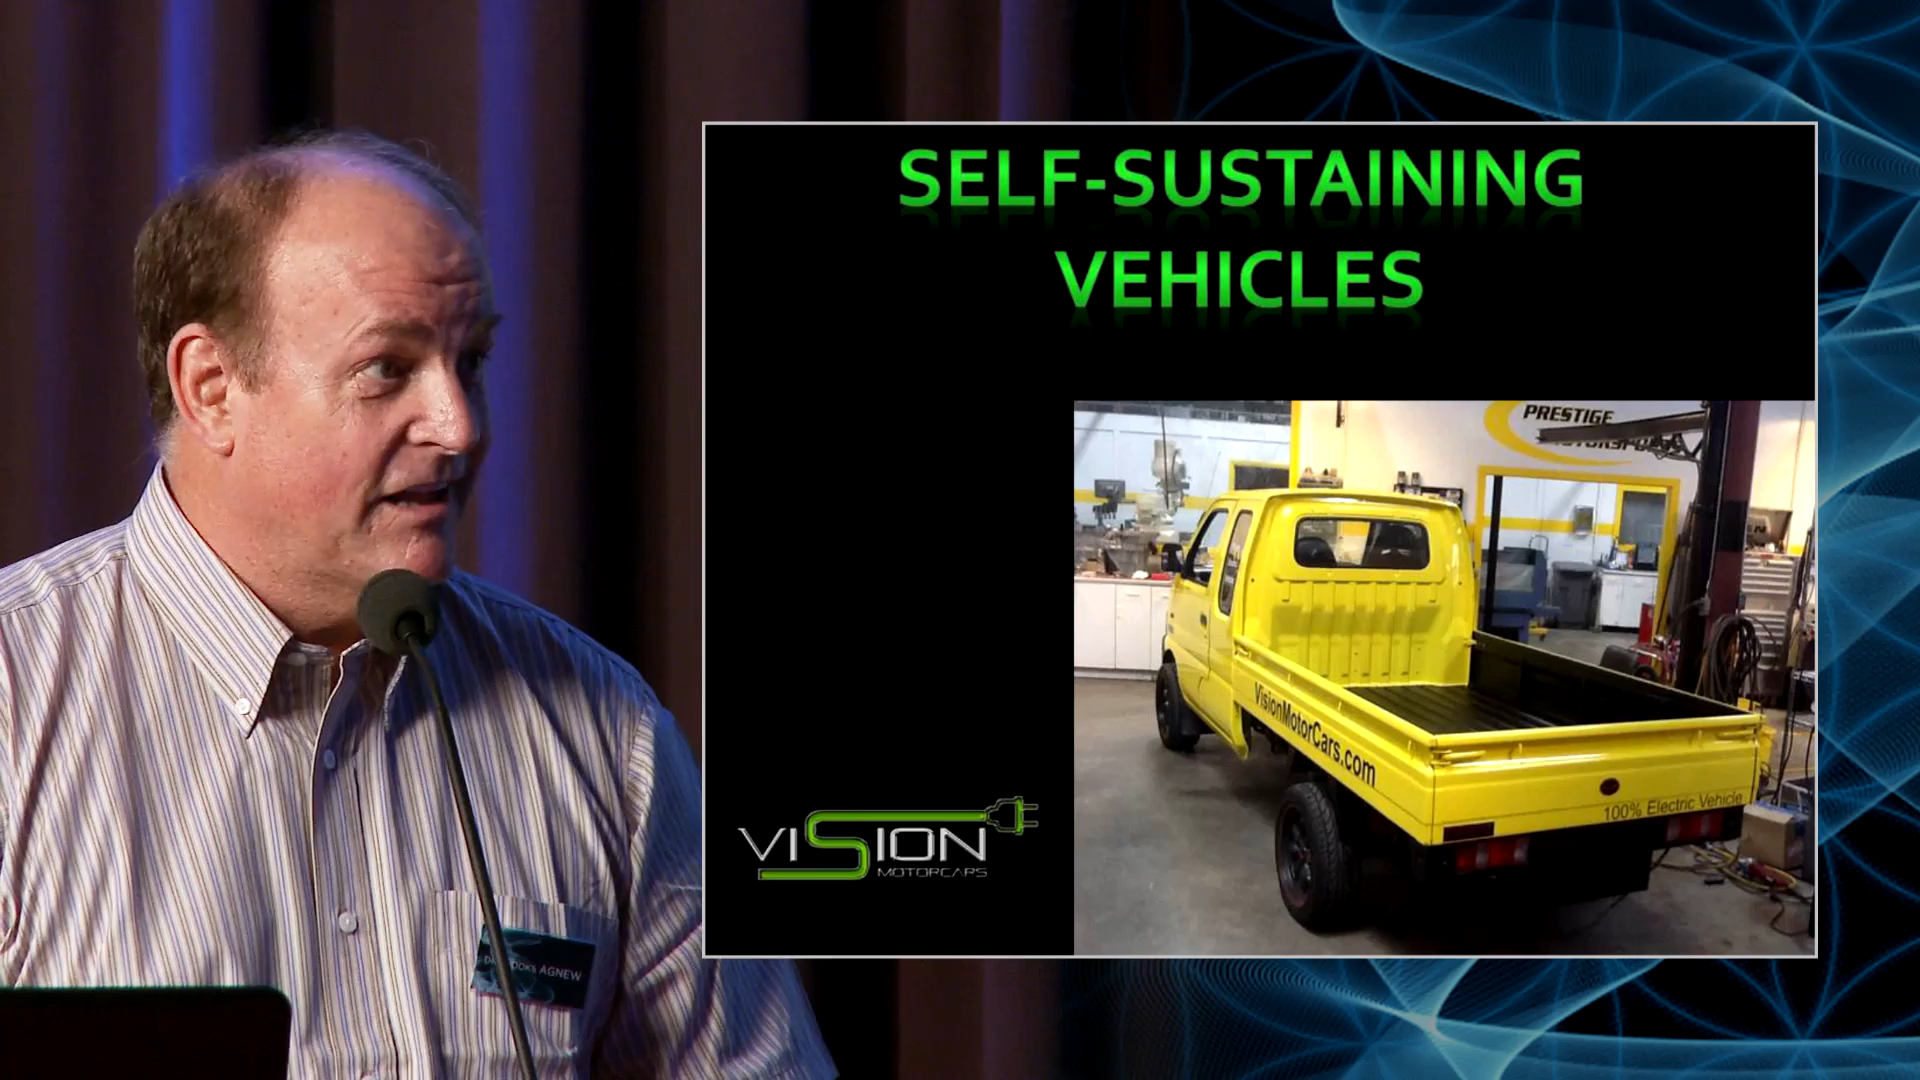 SELF-SUSTAINING
VEHICLES
PRESTIGE
VisionMotorCars.com
100% Electric Vehicle
VISION
MOTORCARS
AGNEW